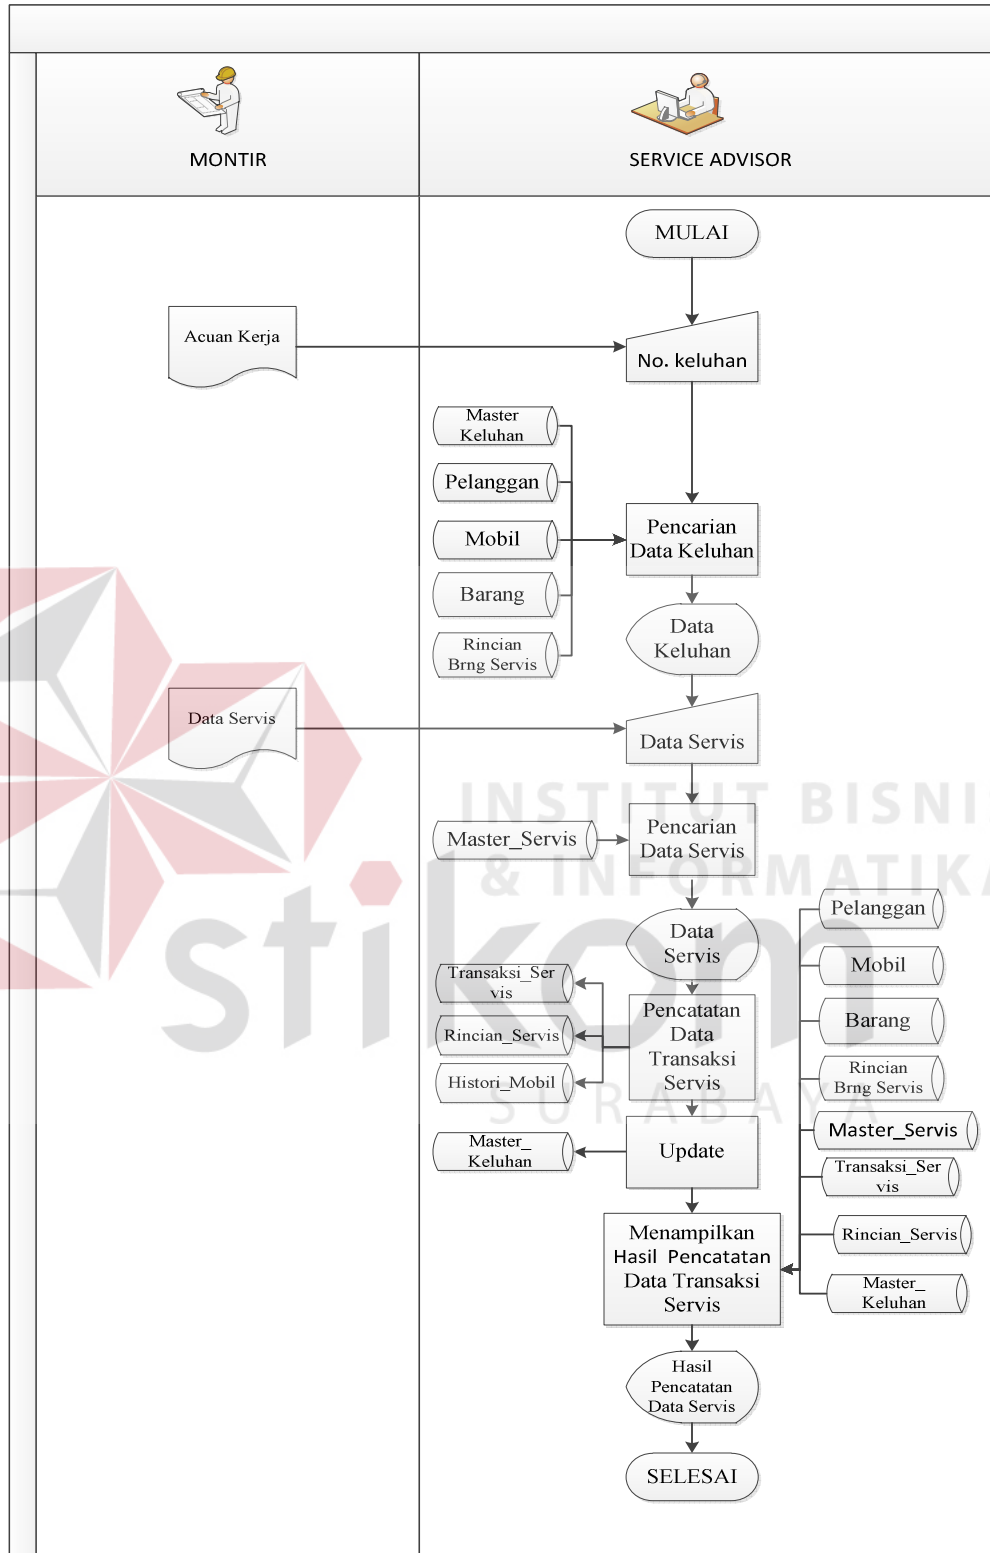 MONTIR
SERVICE ADVISOR
MULAI
Acuan Kerja
No. keluhan
Master
Keluhan
Pelanggan
Mobil
Barang
Rincian
Brng Servis
Pencarian
Data Keluhan
Data
Keluhan
Data Servis
Data Servis
Master_Servis
Pencarian
Data Servis
INSTITUT BISNI
& INFORMATIKA
stikom
SURABAYA
Data
Servis
Transaksi_Ser
vis
Rincian_Servis
Histori_Mobil
Pencatatan
Data
Transaksi
Servis
Master_
Keluhan
Update
Pelanggan
Mobil
Barang
Rincian
Brng Servis
Master_Servis
Transaksi_Ser
vis
Rincian_Servis
Master_
Keluhan
Menampilkan
Hasil Pencatatan
Data Transaksi
Servis
Hasil
Pencatatan
Data Servis
SELESAI